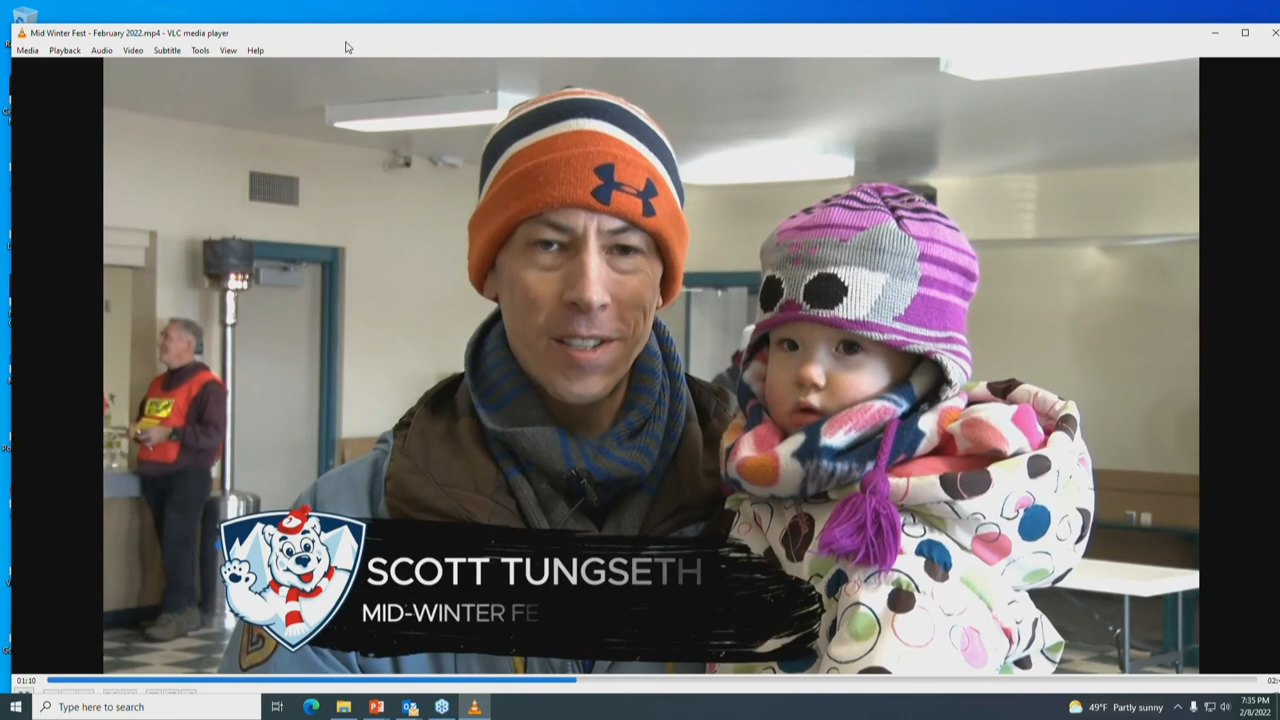 Mid Winter Fest - February 2022.mp4 - VLC media player
Media Playback Audio Video Subtitle Tools View Help
SCOTT TUNGSETH
MID-WINTER FE
01:10
Type here to search
49°F Partly sunny
7:35 PM
2/8/2022